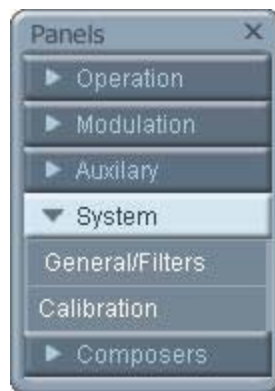 Panels
Operation
Modulation
Auxilary
System
General/Filters
Calibration
Composers